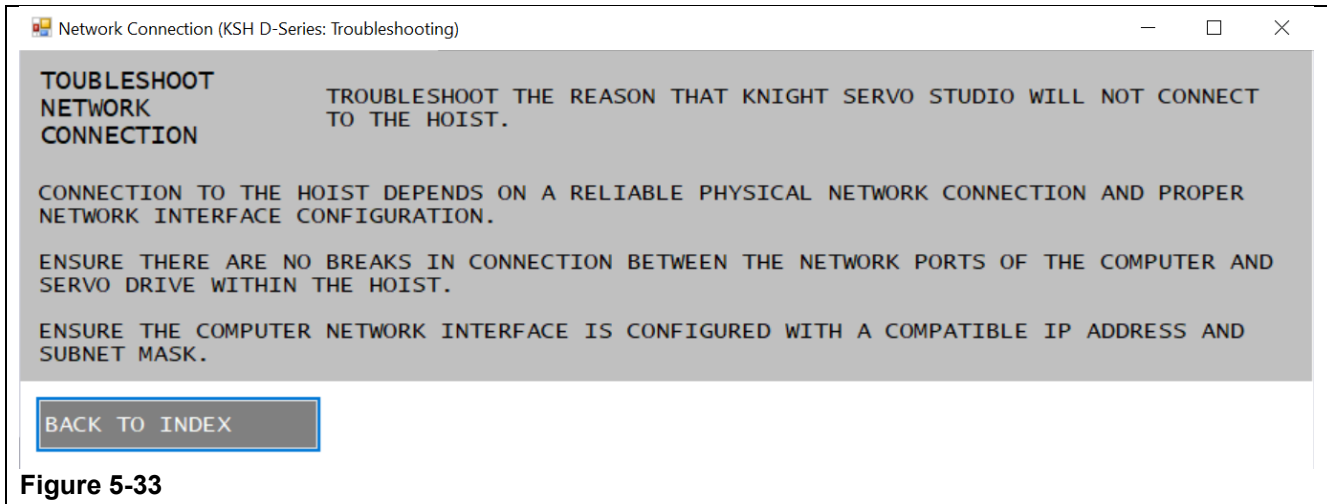 Network Connection (KSH D-Series: Troubleshooting)
TOUBLESHOOT
NETWORK
CONNECTION
TROUBLESHOOT THE REASON THAT KNIGHT SERVO STUDIO WILL NOT CONNECT
TO THE HOIST.
CONNECTION TO THE HOIST DEPENDS ON A RELIABLE PHYSICAL NETWORK CONNECTION AND PROPER
NETWORK INTERFACE CONFIGURATION.
ENSURE THERE ARE NO BREAKS IN CONNECTION BETWEEN THE NETWORK PORTS OF THE COMPUTER AND
SERVO DRIVE WITHIN THE HOIST.
ENSURE THE COMPUTER NETWORK INTERFACE IS CONFIGURED WITH A COMPATIBLE IP ADDRESS AND
SUBNET MASK.
BACK TO INDEX
Figure 5-33